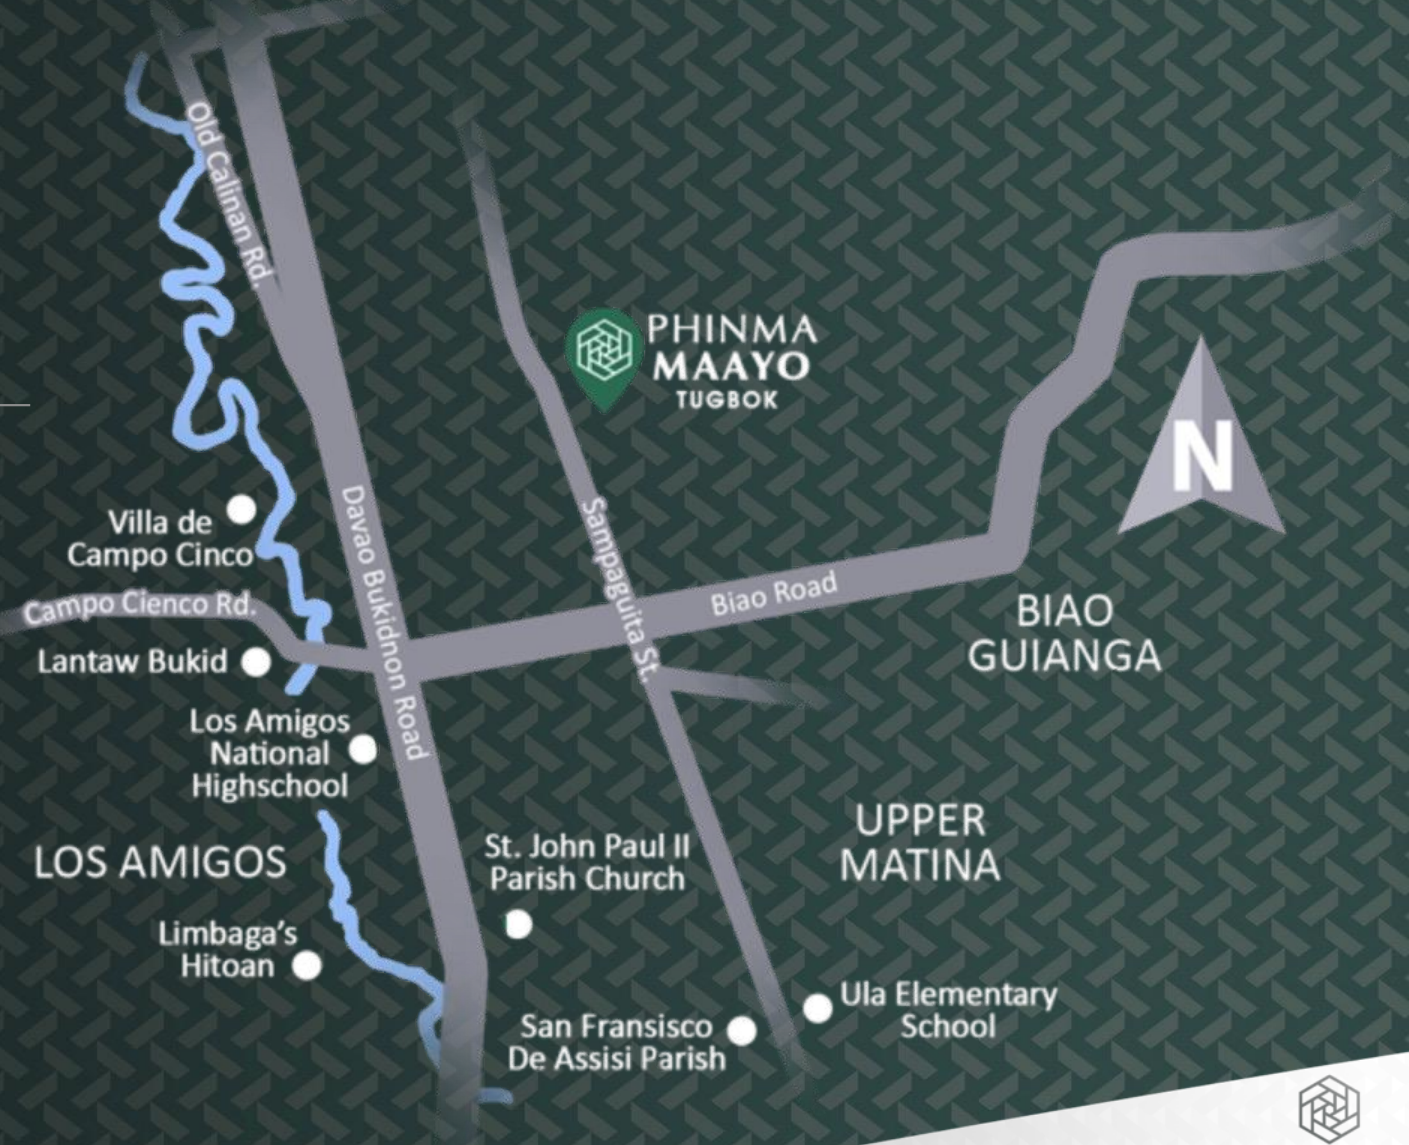 Old Calinan Rd.
PHINMA
MAAYO
TUGBOK
N
Villa de
Campo Cinco
Davao Bukidnon Road
Sampaguita St.
Campo Cienco Rd.
Biao Road
BIAO
GUIANGA
Lantaw Bukid
Los Amigos
National
Highschool
UPPER
MATINA
LOS AMIGOS
St. John Paul II
Parish Church
Limbaga's
Hitoan
Ula Elementary
School
San Fransisco
De Assisi Parish